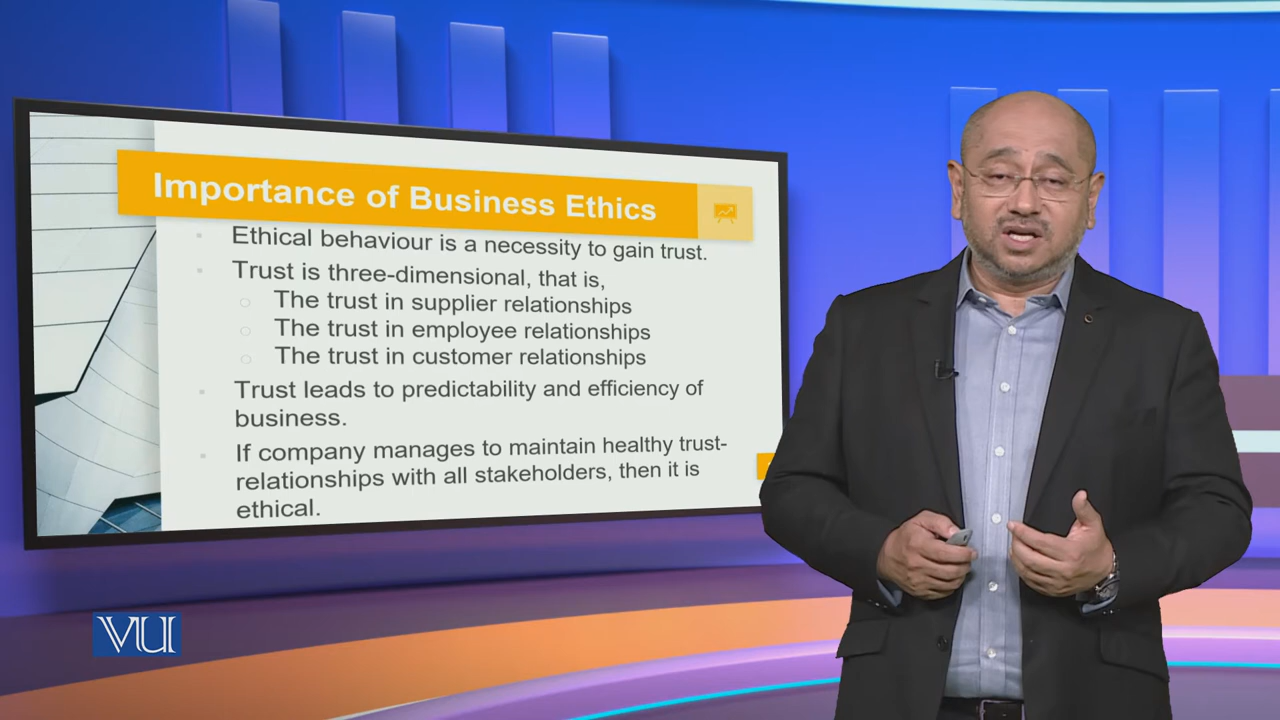 Importance of Business Ethics
Ethical behaviour is a necessity to gain trust.
Trust is three-dimensional, that is,
The trust in supplier relationships
The trust in employee relationships
The trust in customer relationships
Trust leads to predictability and efficiency of
business.
If company manages to maintain healthy trust-
relationships with all stakeholders, then it is
ethical.
VU